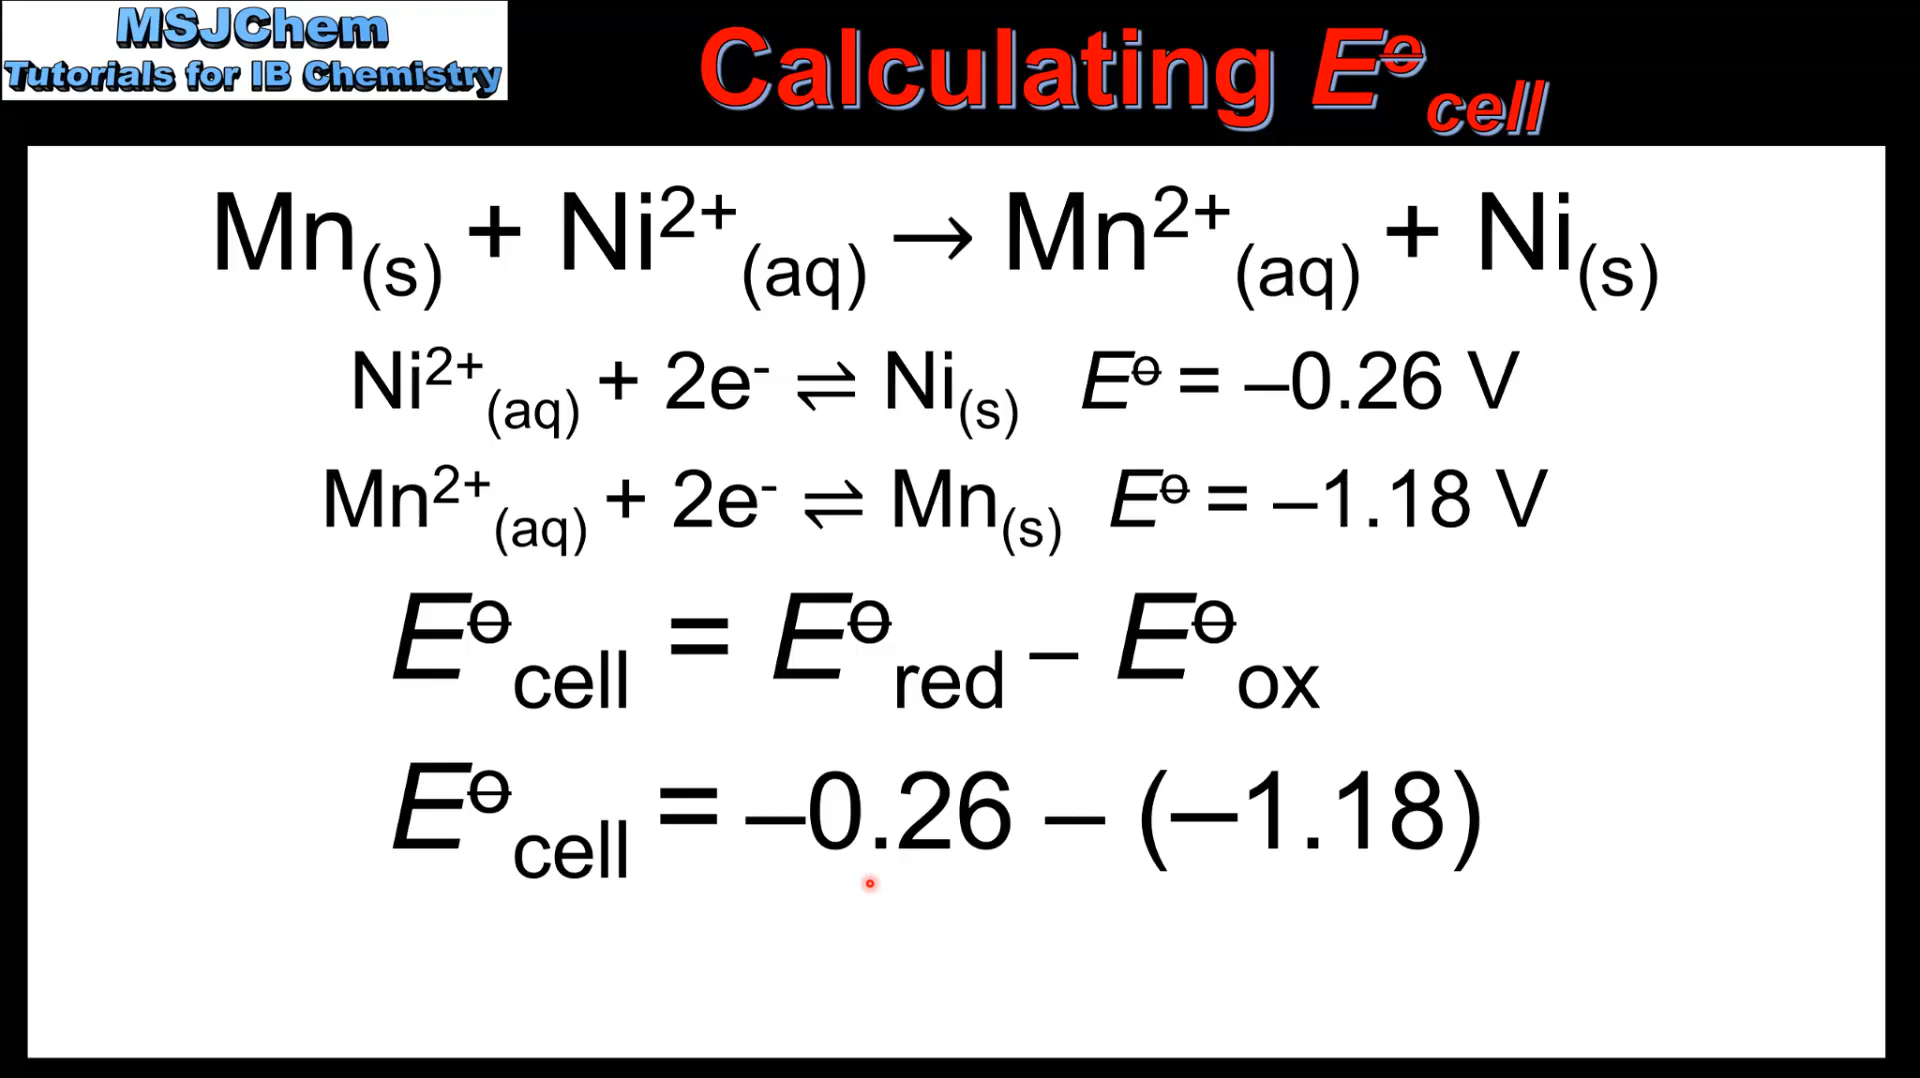 MSJChem
Tutorials for IB Chemistry
Calculating E⦵cell
Mn(s) + Ni²⁺(aq) → Mn²⁺(aq) + Ni(s)
Ni²⁺(aq) + 2e⁻ ⇌ Ni(s) E⦵ = –0.26 V
Mn²⁺(aq) + 2e⁻ ⇌ Mn(s) E⦵ = –1.18 V
E⦵cell = E⦵red – E⦵ox
E⦵cell = –0.26 – (–1.18)